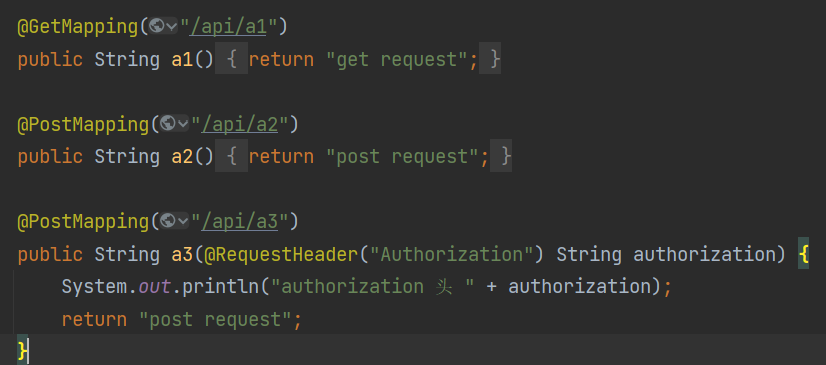 @GetMapping("/api/a1")
public String a1() { return "get request"; }
@PostMapping("/api/a2")
public String a2() { return "post request"; }
@PostMapping("/api/a3")
public String a3(@RequestHeader("Authorization") String authorization) {
System.out.println("authorization 头 " + authorization);
return "post request";
}